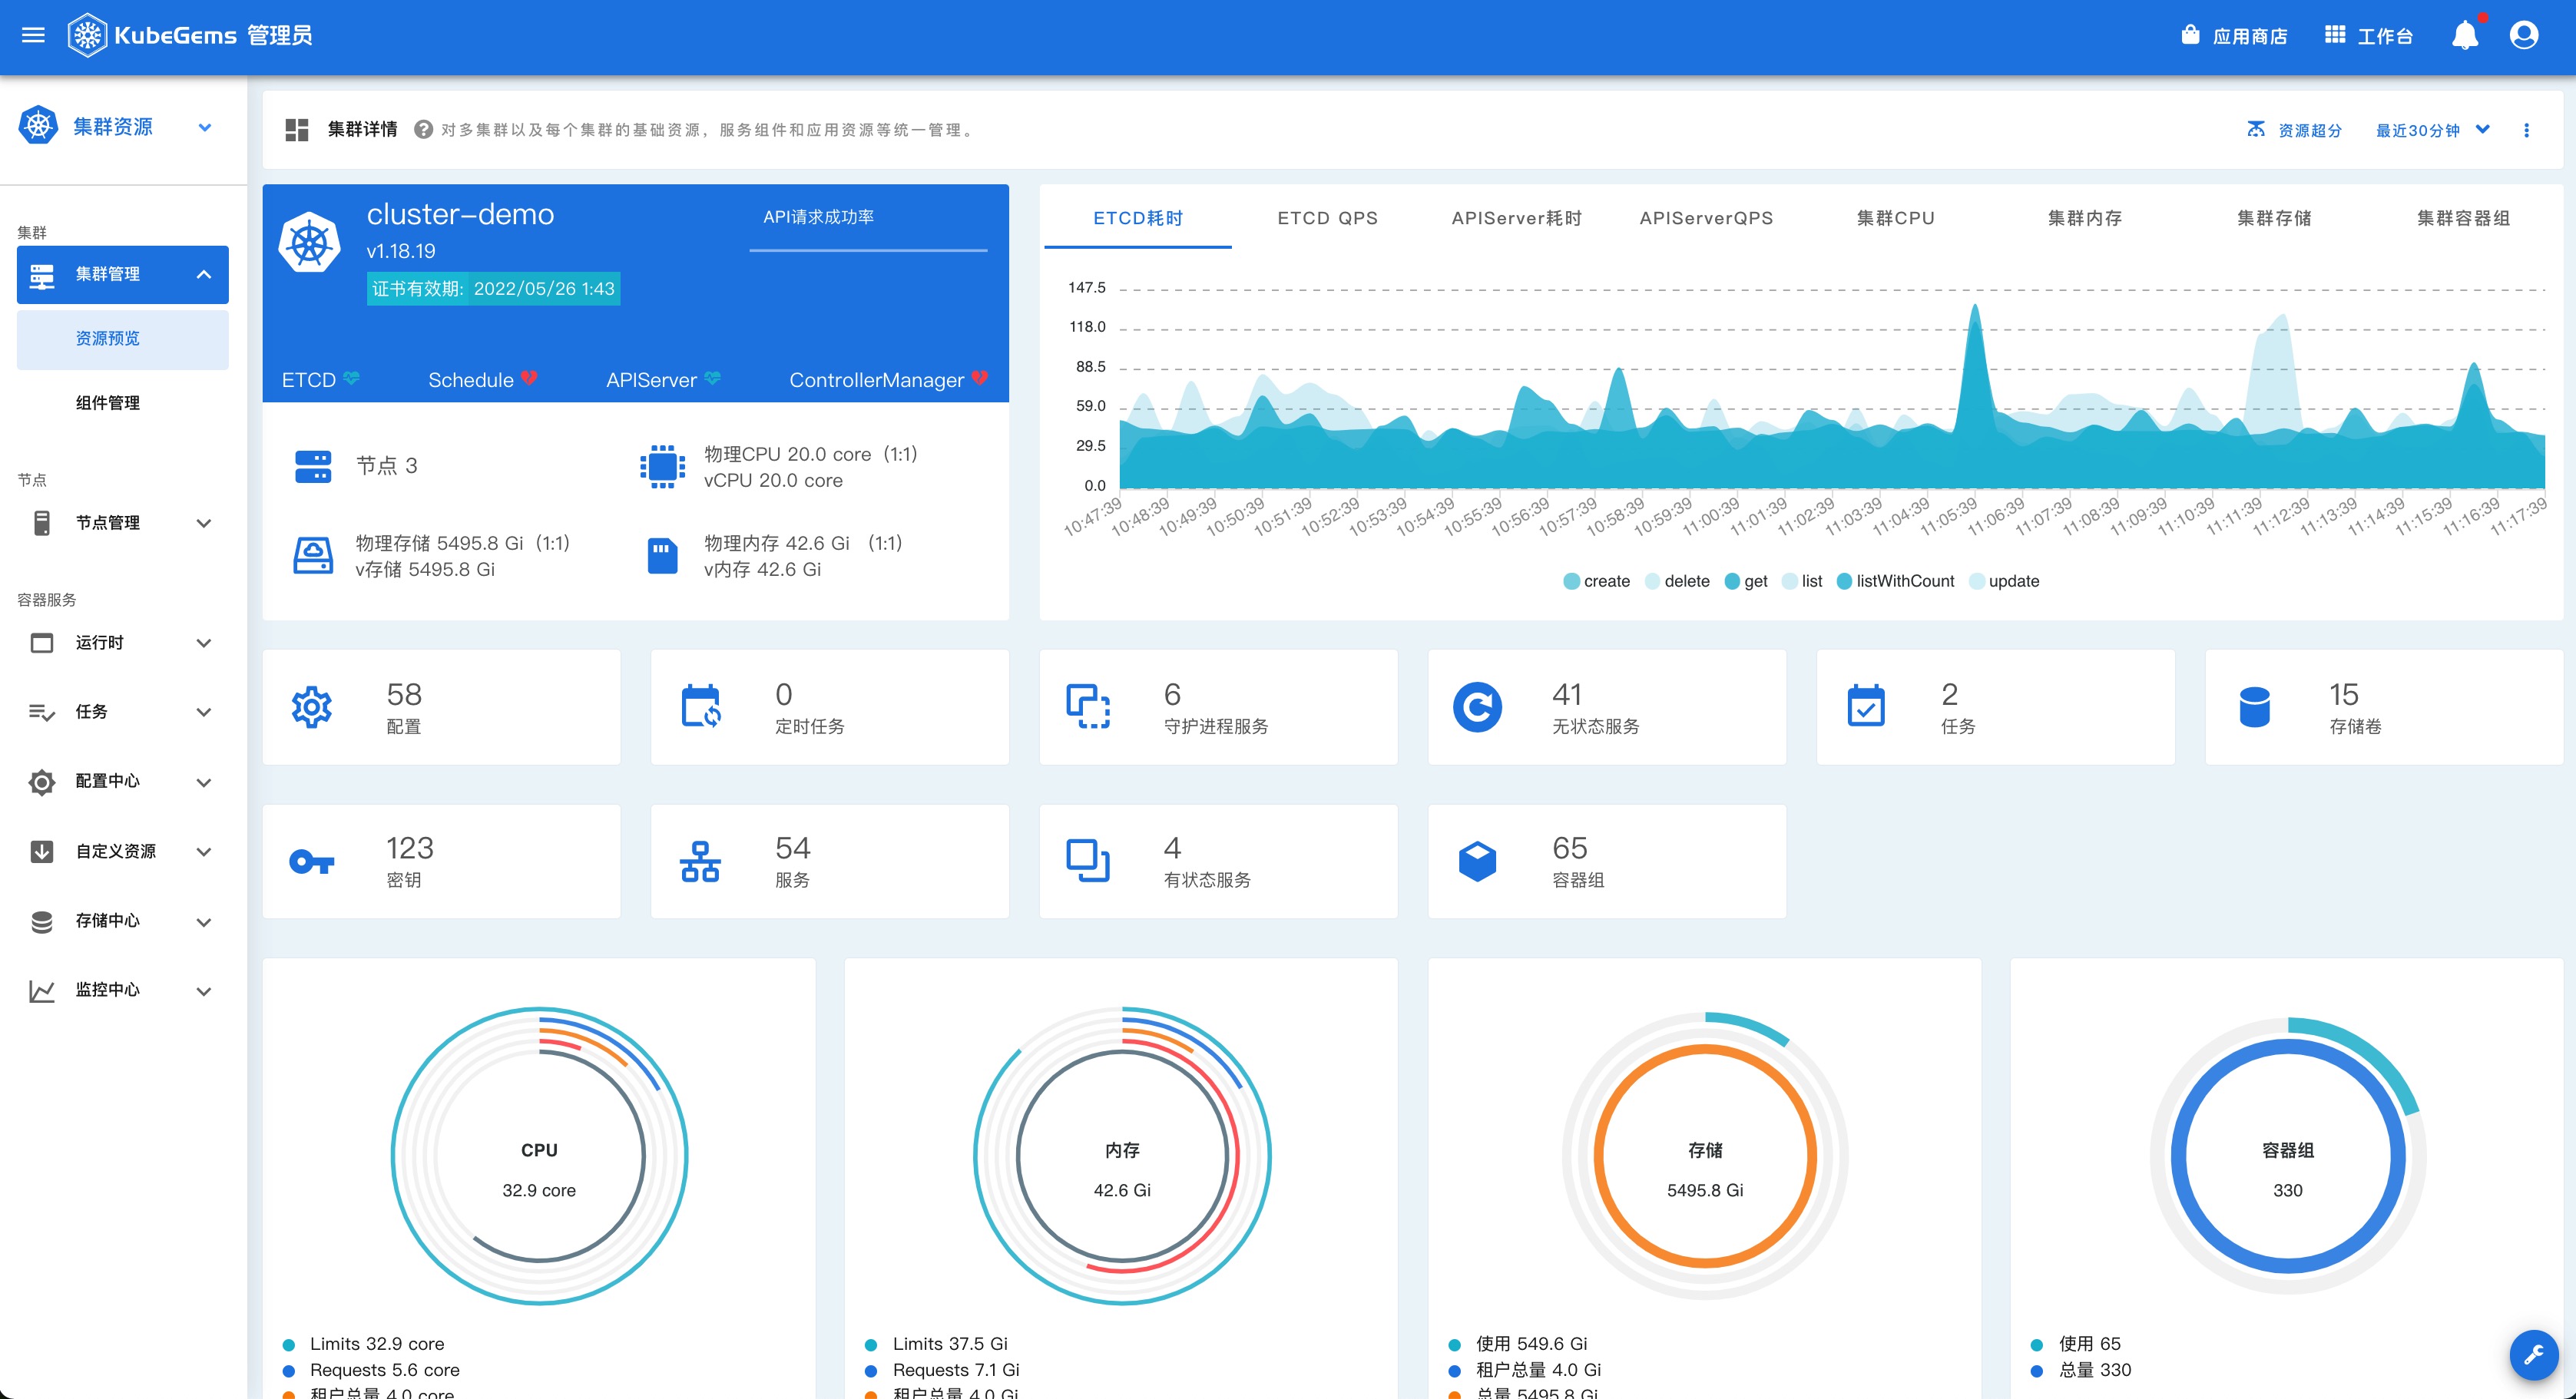 KubeGems 管理员
应用商店
工作台
集群资源
集群
集群管理
资源预览
组件管理
节点
节点管理
容器服务
运行时
任务
配置中心
自定义资源
存储中心
监控中心
集群详情
对多集群以及每个集群的基础资源，服务组件和应用资源等统一管理。
资源超分
最近30分钟
cluster-demo
v1.18.19
证书有效期: 2022/05/26 1:43
API请求成功率
ETCD
Schedule
APIServer
ControllerManager
节点 3
物理CPU 20.0 core（1:1）
vCPU 20.0 core
物理存储 5495.8 Gi（1:1）
v存储 5495.8 Gi
物理内存 42.6 Gi （1:1）
v内存 42.6 Gi
ETCD耗时
ETCD QPS
APIServer耗时
APIServerQPS
集群CPU
集群内存
集群存储
集群容器组
147.5
118.0
88.5
59.0
29.5
0.0
10:47:39
10:48:39
10:49:39
10:50:39
10:51:39
10:52:39
10:53:39
10:54:39
10:55:39
10:56:39
10:57:39
10:58:39
10:59:39
11:00:39
11:01:39
11:02:39
11:03:39
11:04:39
11:05:39
11:06:39
11:07:39
11:08:39
11:09:39
11:10:39
11:11:39
11:12:39
11:13:39
11:14:39
11:15:39
11:16:39
11:17:39
create
delete
get
list
listWithCount
update
58
配置
0
定时任务
6
守护进程服务
41
无状态服务
2
任务
15
存储卷
123
密钥
54
服务
4
有状态服务
65
容器组
CPU
32.9 core
Limits 32.9 core
Requests 5.6 core
租户总量 4.0 core
内存
42.6 Gi
Limits 37.5 Gi
Requests 7.1 Gi
租户总量 4.0 Gi
存储
5495.8 Gi
使用 549.6 Gi
租户总量 4.0 Gi
总量 5495.8 Gi
容器组
330
使用 65
总量 330